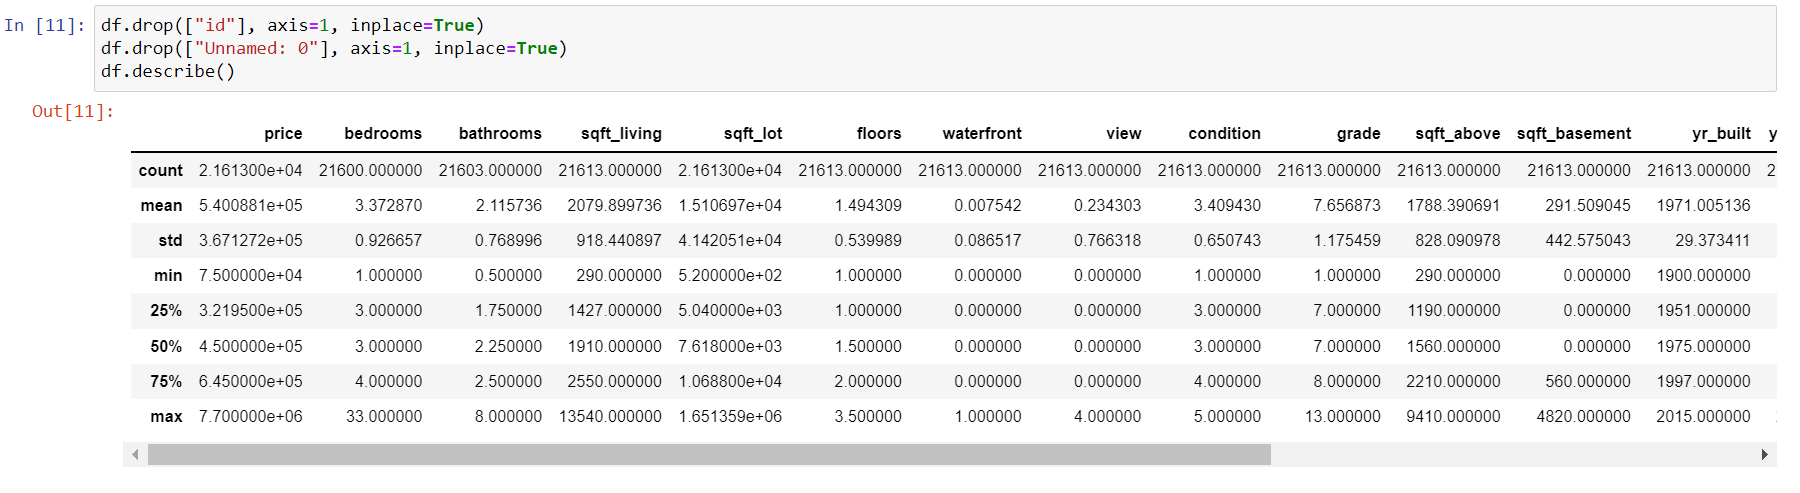 In [11]: df.drop(["id"], axis=1, inplace=True)
df.drop(["Unnamed: 0"], axis=1, inplace=True)
df.describe()
Out[11]:
price bedrooms bathrooms sqft_living sqft_lot floors waterfront view condition grade sqft_above sqft_basement yr_built y
count 2.161300e+04 21600.000000 21603.000000 21613.000000 2.161300e+04 21613.000000 21613.000000 21613.000000 21613.000000 21613.000000 21613.000000 21613.000000 21613.000000 2
mean 5.400881e+05 3.372870 2.115736 2079.899736 1.510697e+04 1.494309 0.007542 0.234303 3.409430 7.656873 1788.390691 291.509045 1971.005136
std 3.671272e+05 0.926657 0.768996 918.440897 4.142051e+04 0.539989 0.086517 0.766318 0.650743 1.175459 828.090978 442.575043 29.373411
min 7.500000e+04 1.000000 0.500000 290.000000 5.200000e+02 1.000000 0.000000 0.000000 1.000000 1.000000 290.000000 0.000000 1900.000000
25% 3.219500e+05 3.000000 1.750000 1427.000000 5.040000e+03 1.000000 0.000000 0.000000 3.000000 7.000000 1190.000000 0.000000 1951.000000
50% 4.500000e+05 3.000000 2.250000 1910.000000 7.618000e+03 1.500000 0.000000 0.000000 3.000000 7.000000 1560.000000 0.000000 1975.000000
75% 6.450000e+05 4.000000 2.500000 2550.000000 1.068800e+04 2.000000 0.000000 0.000000 4.000000 8.000000 2210.000000 560.000000 1997.000000
max 7.700000e+06 33.000000 8.000000 13540.000000 1.651359e+06 3.500000 1.000000 4.000000 5.000000 13.000000 9410.000000 4820.000000 2015.000000